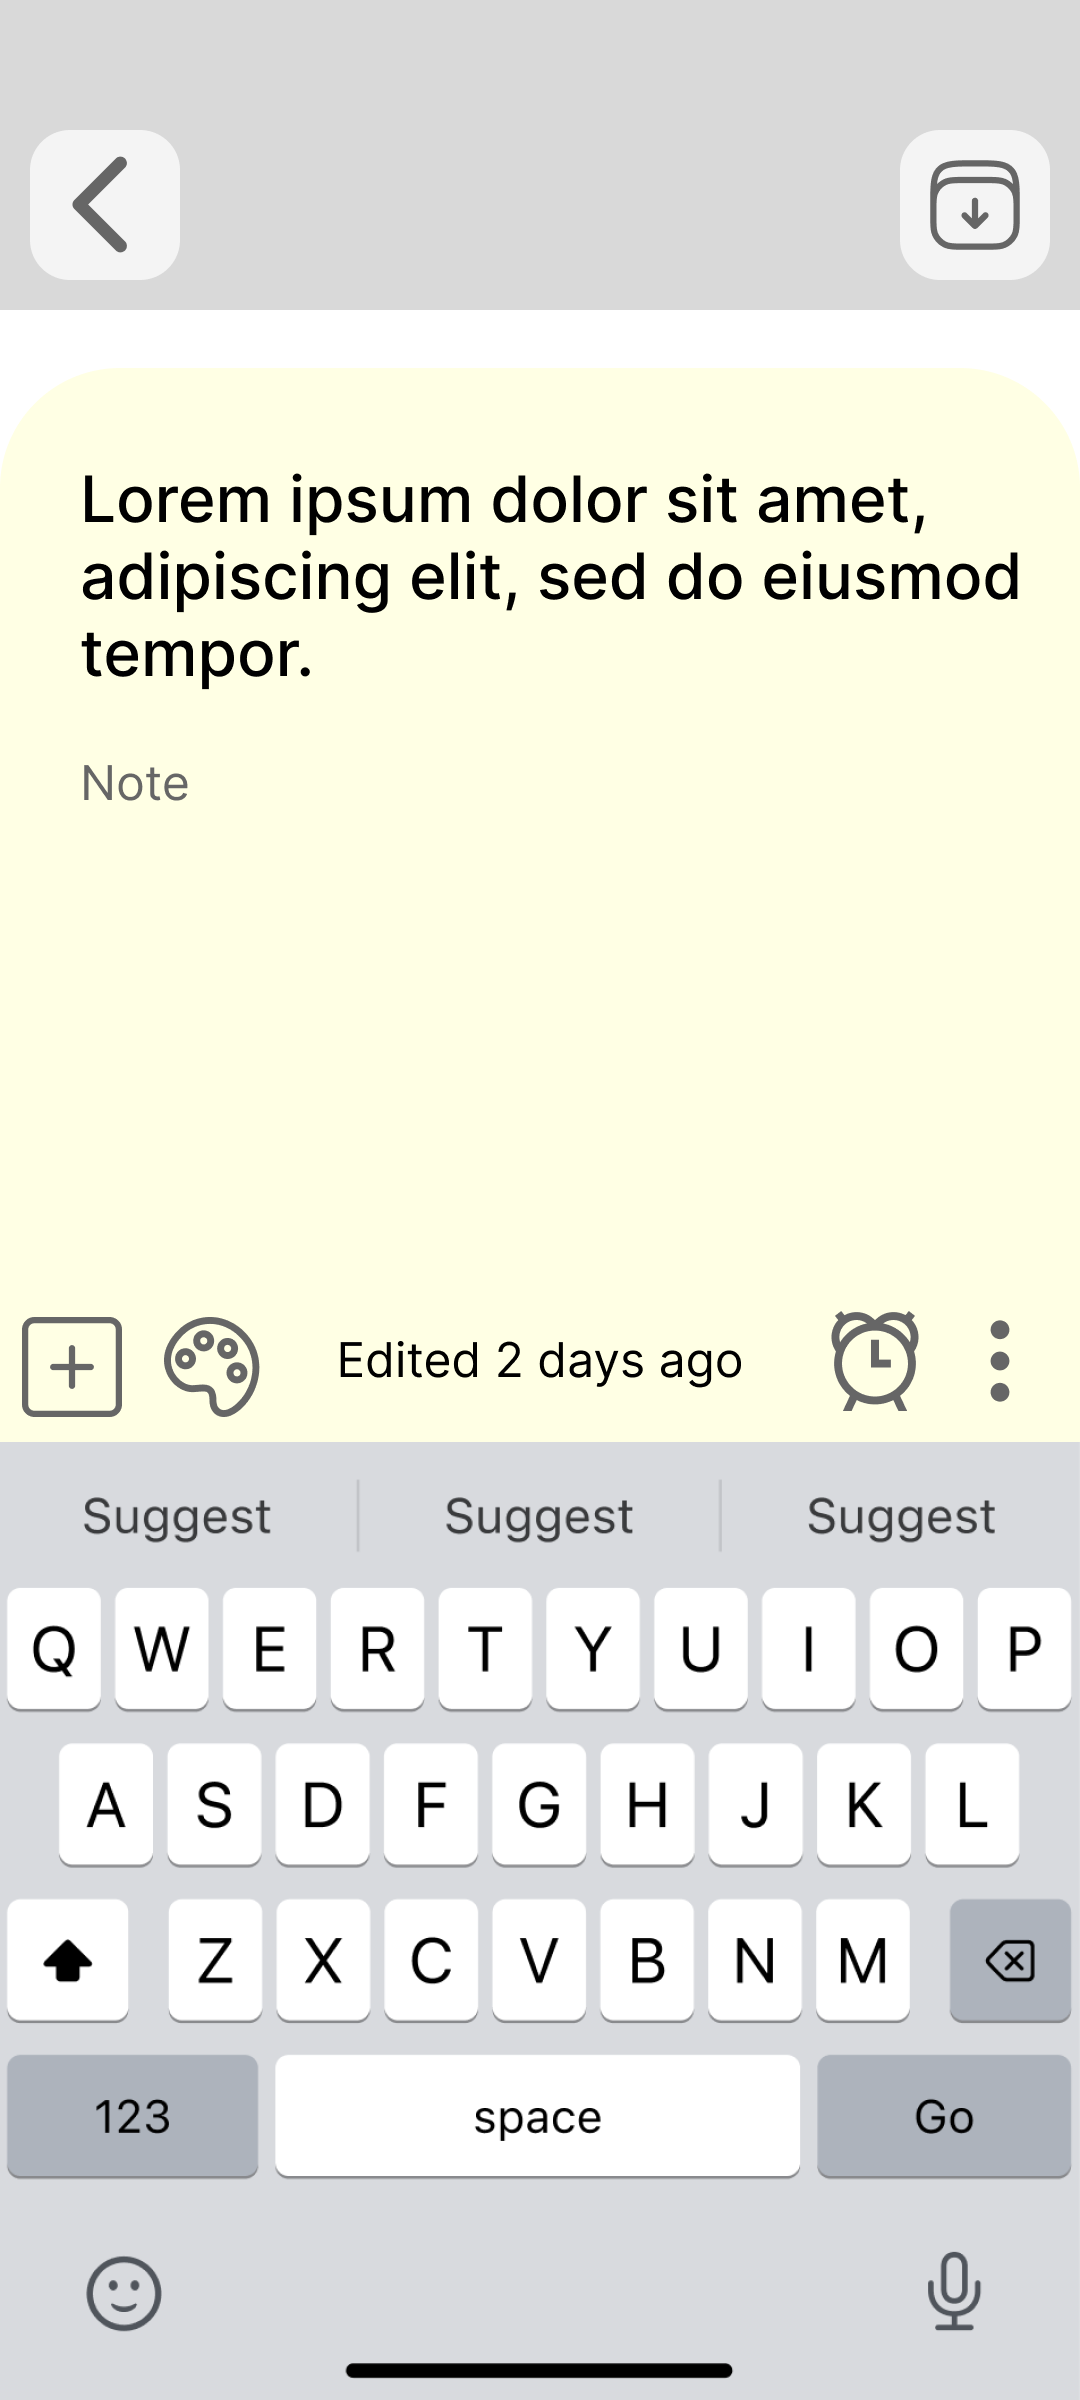 Lorem ipsum dolor sit amet,
adipiscing elit, sed do eiusmod
tempor.
Note
Edited 2 days ago
Suggest Suggest Suggest
Q W E R T Y U I O P
A S D F G H J K L
Z X C V B N M
123 space Go